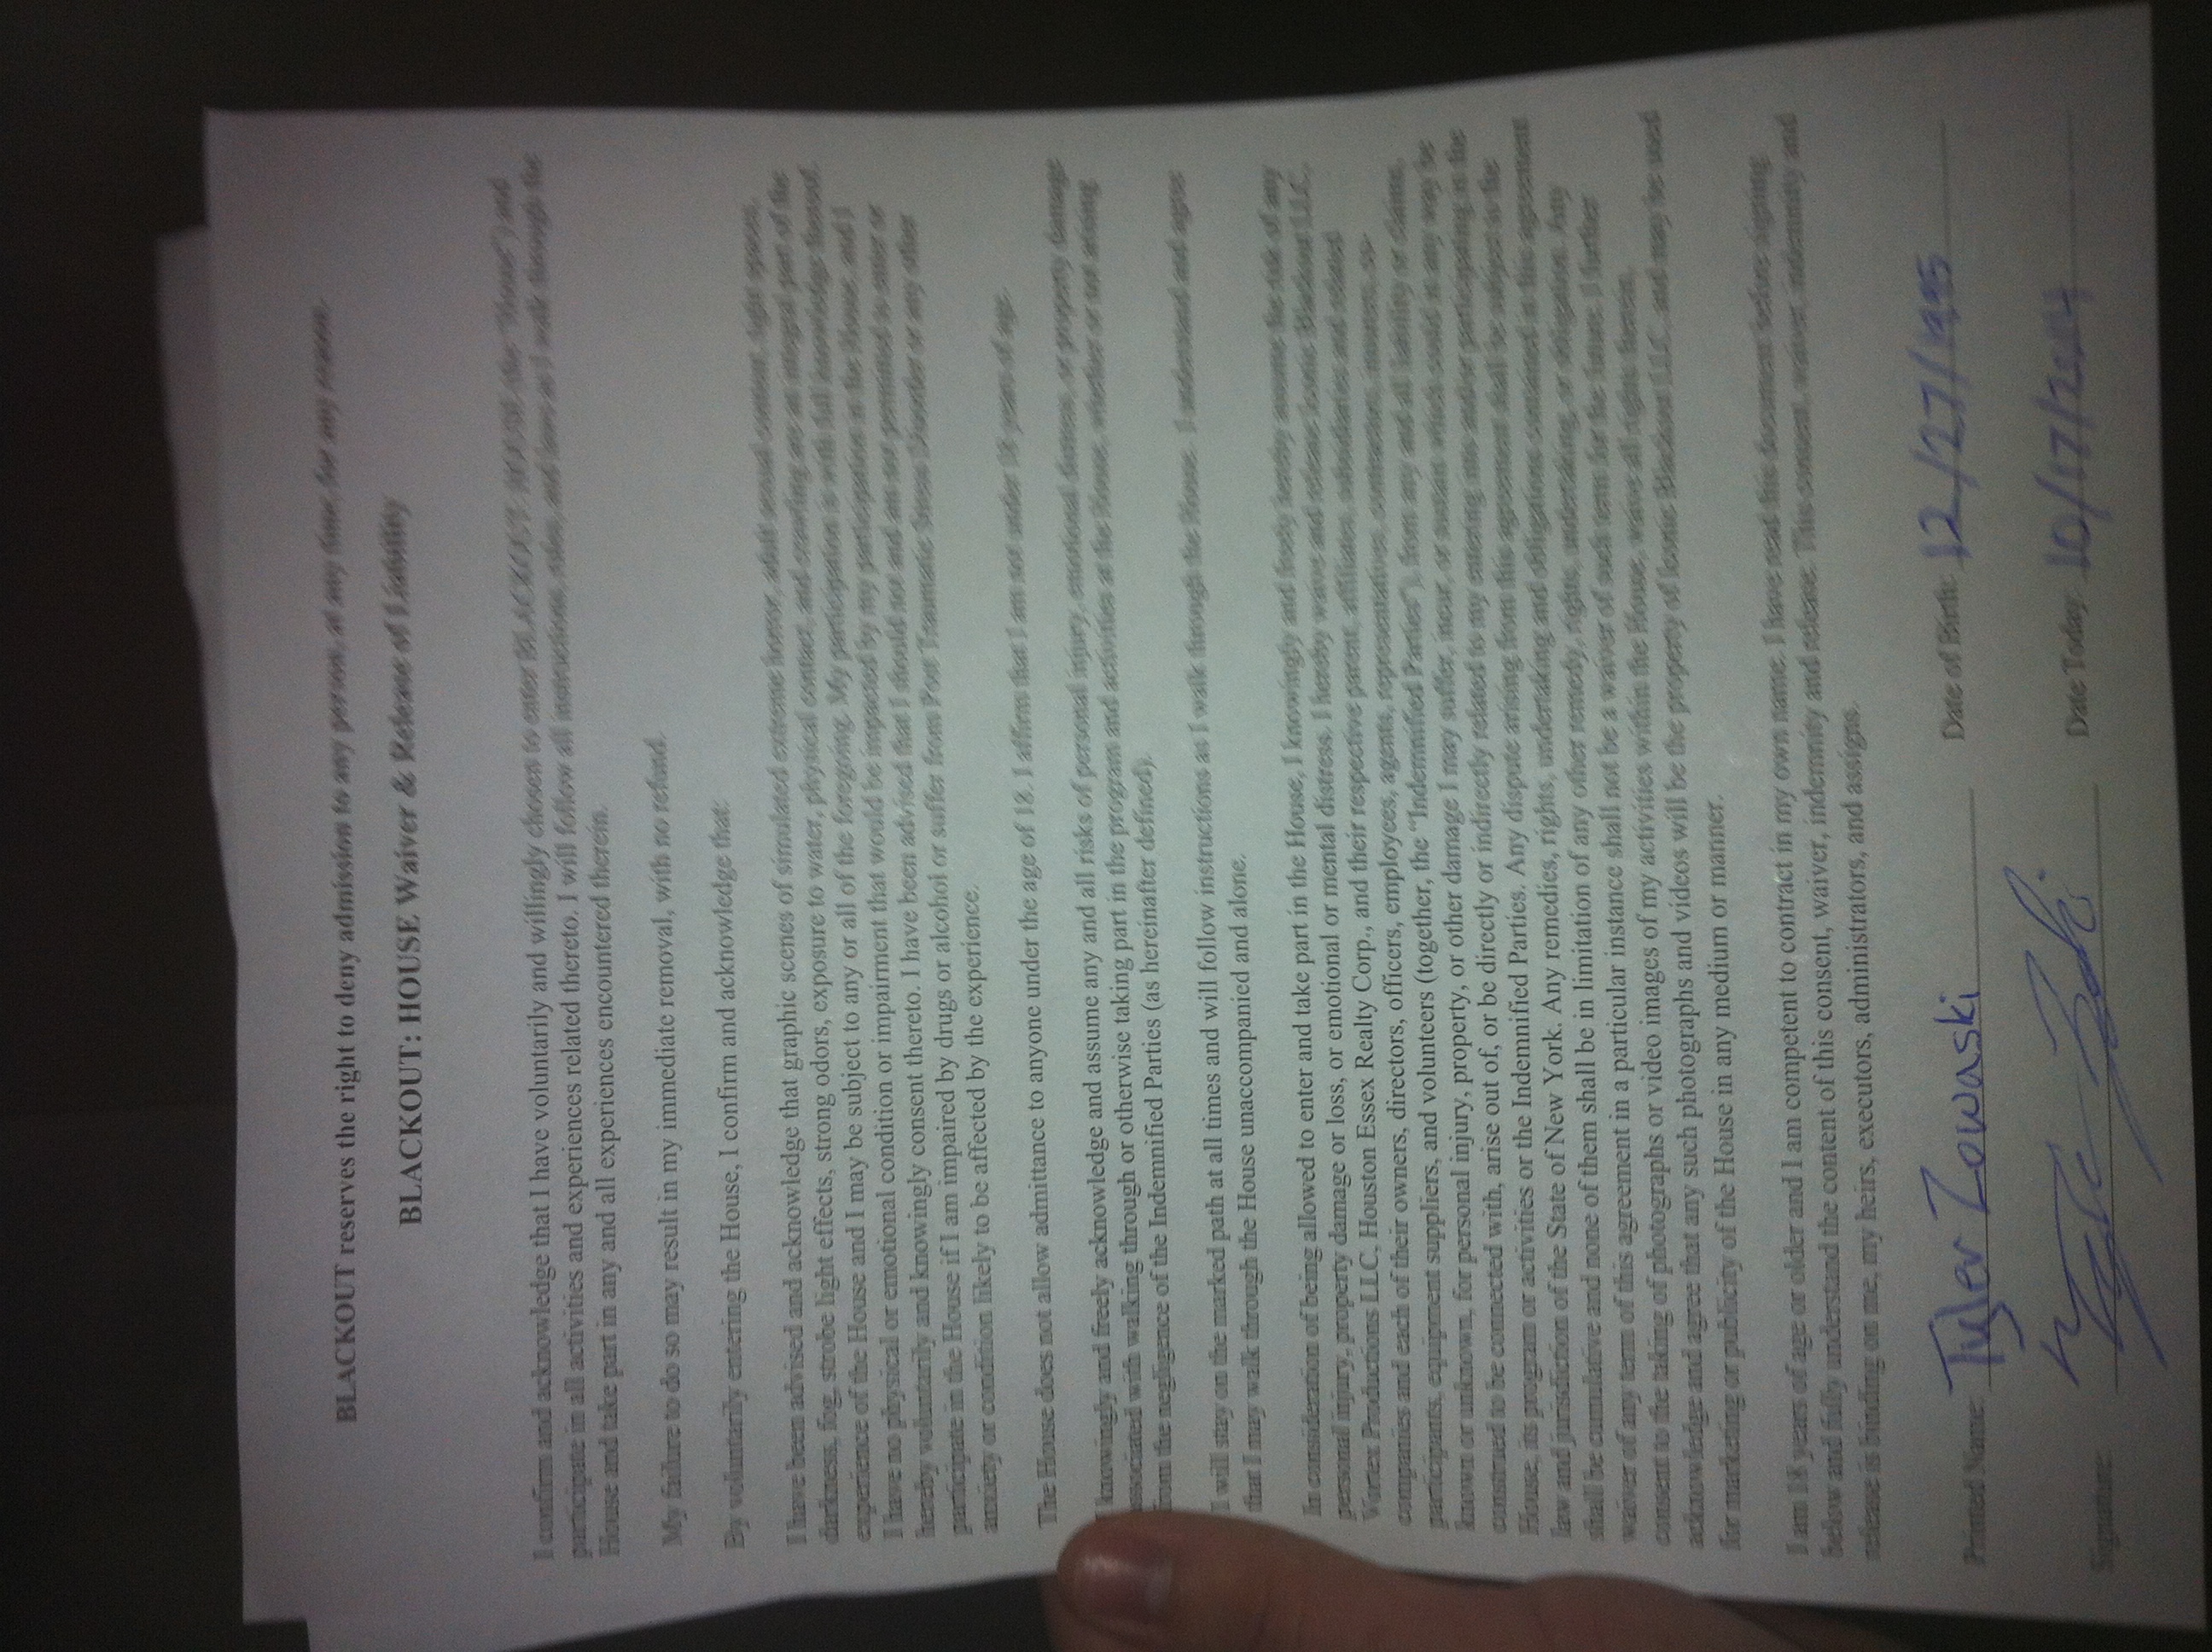 BLACKOUT reserves the right to deny admission to any person, at any time, for any reason.
BLACKOUT: HOUSE Waiver & Release of Liability
I confirm and acknowledge that I have voluntarily and willingly chosen to enter BLACKOUT: HOUSE (the "House") and
participate in all activities and experiences related thereto. I will follow all instructions, rules, and laws as I walk through the
House and take part in any and all experiences encountered therein.
My failure to do so may result in my immediate removal, with no refund.
By voluntarily entering the House, I confirm and acknowledge that:
I have been advised and acknowledge that graphic scenes of simulated extreme horror, adult sexual content, tight spaces,
darkness, fog, strobe light effects, strong odors, exposure to water, physical contact, and crawling are an integral part of the
experience of the House and I may be subject to any or all of the foregoing. My participation is with full knowledge thereof.
I have no physical or emotional condition or impairment that would be impacted by my participation in the House, and I
hereby voluntarily and knowingly consent thereto. I have been advised that I should not and am not permitted to enter or
participate in the House if I am impaired by drugs or alcohol or suffer from Post Traumatic Stress Disorder or any other
anxiety or condition likely to be affected by the experience.
The House does not allow admittance to anyone under the age of 18. I affirm that I am not under 18 years of age.
I knowingly and freely acknowledge and assume any and all risks of personal injury, emotional distress, or property damage
associated with walking through or otherwise taking part in the program and activities at the House, whether or not arising
from the negligence of the Indemnified Parties (as hereinafter defined).
I will stay on the marked path at all times and will follow instructions as I walk through the House. I understand and agree
that I may walk through the House unaccompanied and alone.
In consideration of being allowed to enter and take part in the House, I knowingly and freely hereby assume the risk of any
personal injury, property damage or loss, or emotional or mental distress. I hereby waive and release Iconic Blackout LLC,
Vortex Productions LLC, Houston Essex Realty Corp., and their respective parent, affiliates, subsidiaries and related
companies and each of their owners, directors, officers, employees, agents, representatives, contractors, insurers, co-
participants, equipment suppliers, and volunteers (together, the "Indemnified Parties"), from any and all liability or claims,
known or unknown, for personal injury, property, or other damage I may suffer, incur, or sustain which could in any way be
construed to be connected with, arise out of, or be directly or indirectly related to my entering into and/or participating in the
House, its program or activities or the Indemnified Parties. Any dispute arising from this agreement shall be subject to the
law and jurisdiction of the State of New York. Any remedies, rights, undertaking and obligations contained in this agreement
shall be cumulative and none of them shall be in limitation of any other remedy, rights, undertaking, or obligation. Any
waiver of any term of this agreement in a particular instance shall not be a waiver of such term for the future. I further
consent to the taking of photographs or video images of my activities within the House, waive all rights therein,
acknowledge and agree that any such photographs and videos will be the property of Iconic Blackout LLC, and may be used
for marketing or publicity of the House in any medium or manner.
I am 18 years of age or older and I am competent to contract in my own name. I have read this document before signing
below and fully understand the content of this consent, waiver, indemnity and release. This consent, waiver, indemnity and
release is binding on me, my heirs, executors, administrators, and assigns.
Printed Name: Tyler Zowaski Date of Birth: 12/27/1995
Signature: Date Today: 10/17/2014